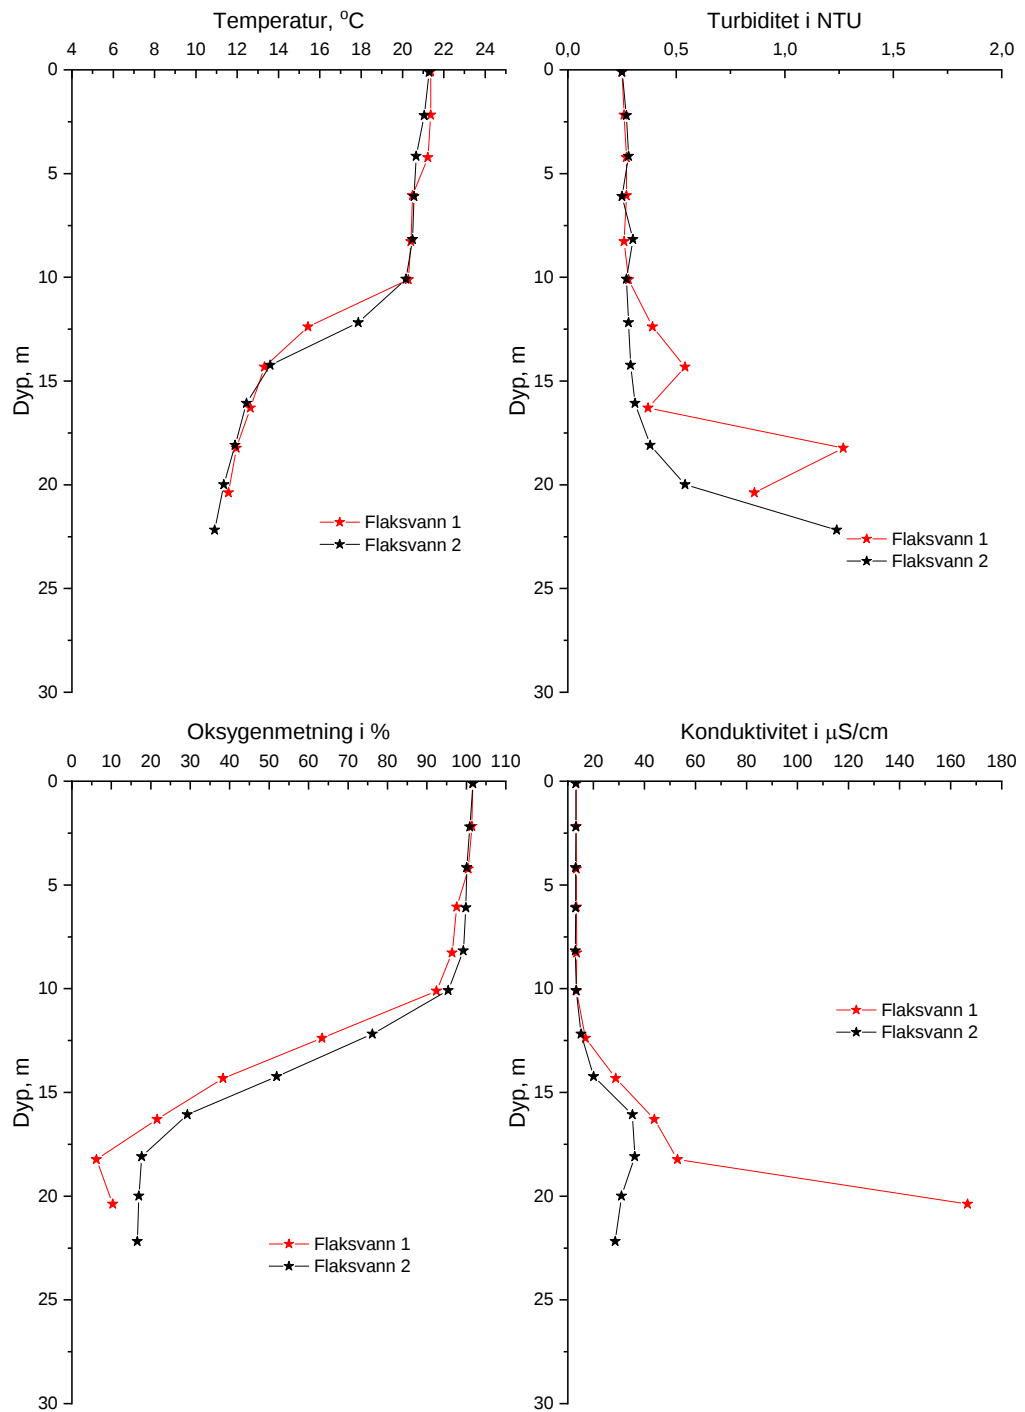 Temperatur, °C
4 6 8 10 12 14 16 18 20 22 24
0
5
10
15
20
25
30
Dyp, m
Flaksvann 1
Flaksvann 2
Turbiditet i NTU
0,0 0,5 1,0 1,5 2,0
0
5
10
15
20
25
30
Dyp, m
Flaksvann 1
Flaksvann 2
Oksygenmetning i %
0 10 20 30 40 50 60 70 80 90 100 110
0
5
10
15
20
25
30
Dyp, m
Flaksvann 1
Flaksvann 2
Konduktivitet i μS/cm
20 40 60 80 100 120 140 160 180
0
5
10
15
20
25
30
Dyp, m
Flaksvann 1
Flaksvann 2